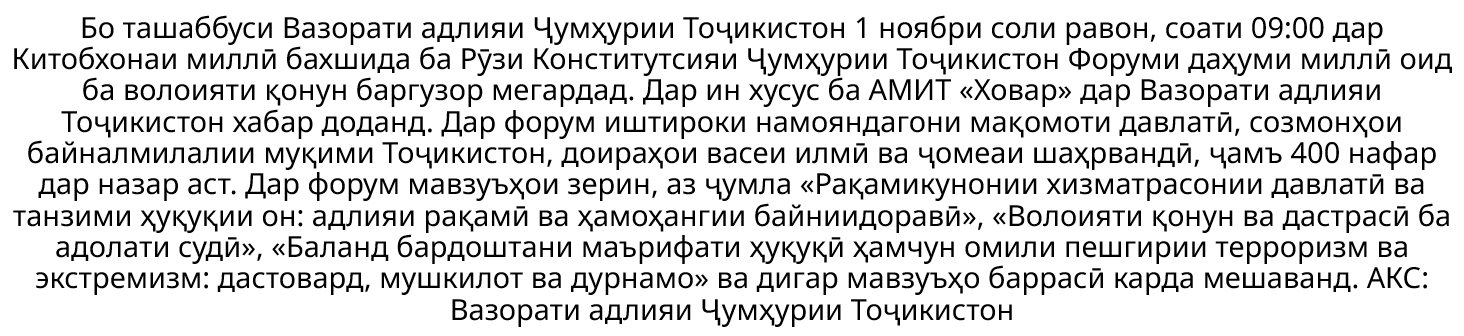 Бо ташаббуси Вазорати адлияи Ҷумҳурии Тоҷикистон 1 ноябри соли равон, соати 09:00 дар
Китобхонаи миллӣ бахшида ба Рӯзи Конститутсияи Ҷумҳурии Тоҷикистон Форуми даҳуми миллӣ оид
ба волоияти қонун баргузор мегардад. Дар ин хусус ба АМИТ «Ховар» дар Вазорати адлияи
Тоҷикистон хабар доданд. Дар форум иштироки намояндагони мақомоти давлатӣ, созмонҳои
байналмилалии муқими Тоҷикистон, доираҳои васеи илмӣ ва ҷомеаи шаҳрвандӣ, ҷамъ 400 нафар
дар назар аст. Дар форум мавзуъҳои зерин, аз ҷумла «Рақамикунонии хизматрасонии давлатӣ ва
танзими ҳуқуқии он: адлияи рақамӣ ва ҳамоҳангии байниидоравӣ», «Волоияти қонун ва дастрасӣ ба
адолати судӣ», «Баланд бардоштани маърифати ҳуқуқӣ ҳамчун омили пешгирии терроризм ва
экстремизм: дастовард, мушкилот ва дурнамо» ва дигар мавзуъҳо баррасӣ карда мешаванд. АКС:
Вазорати адлияи Ҷумҳурии Тоҷикистон